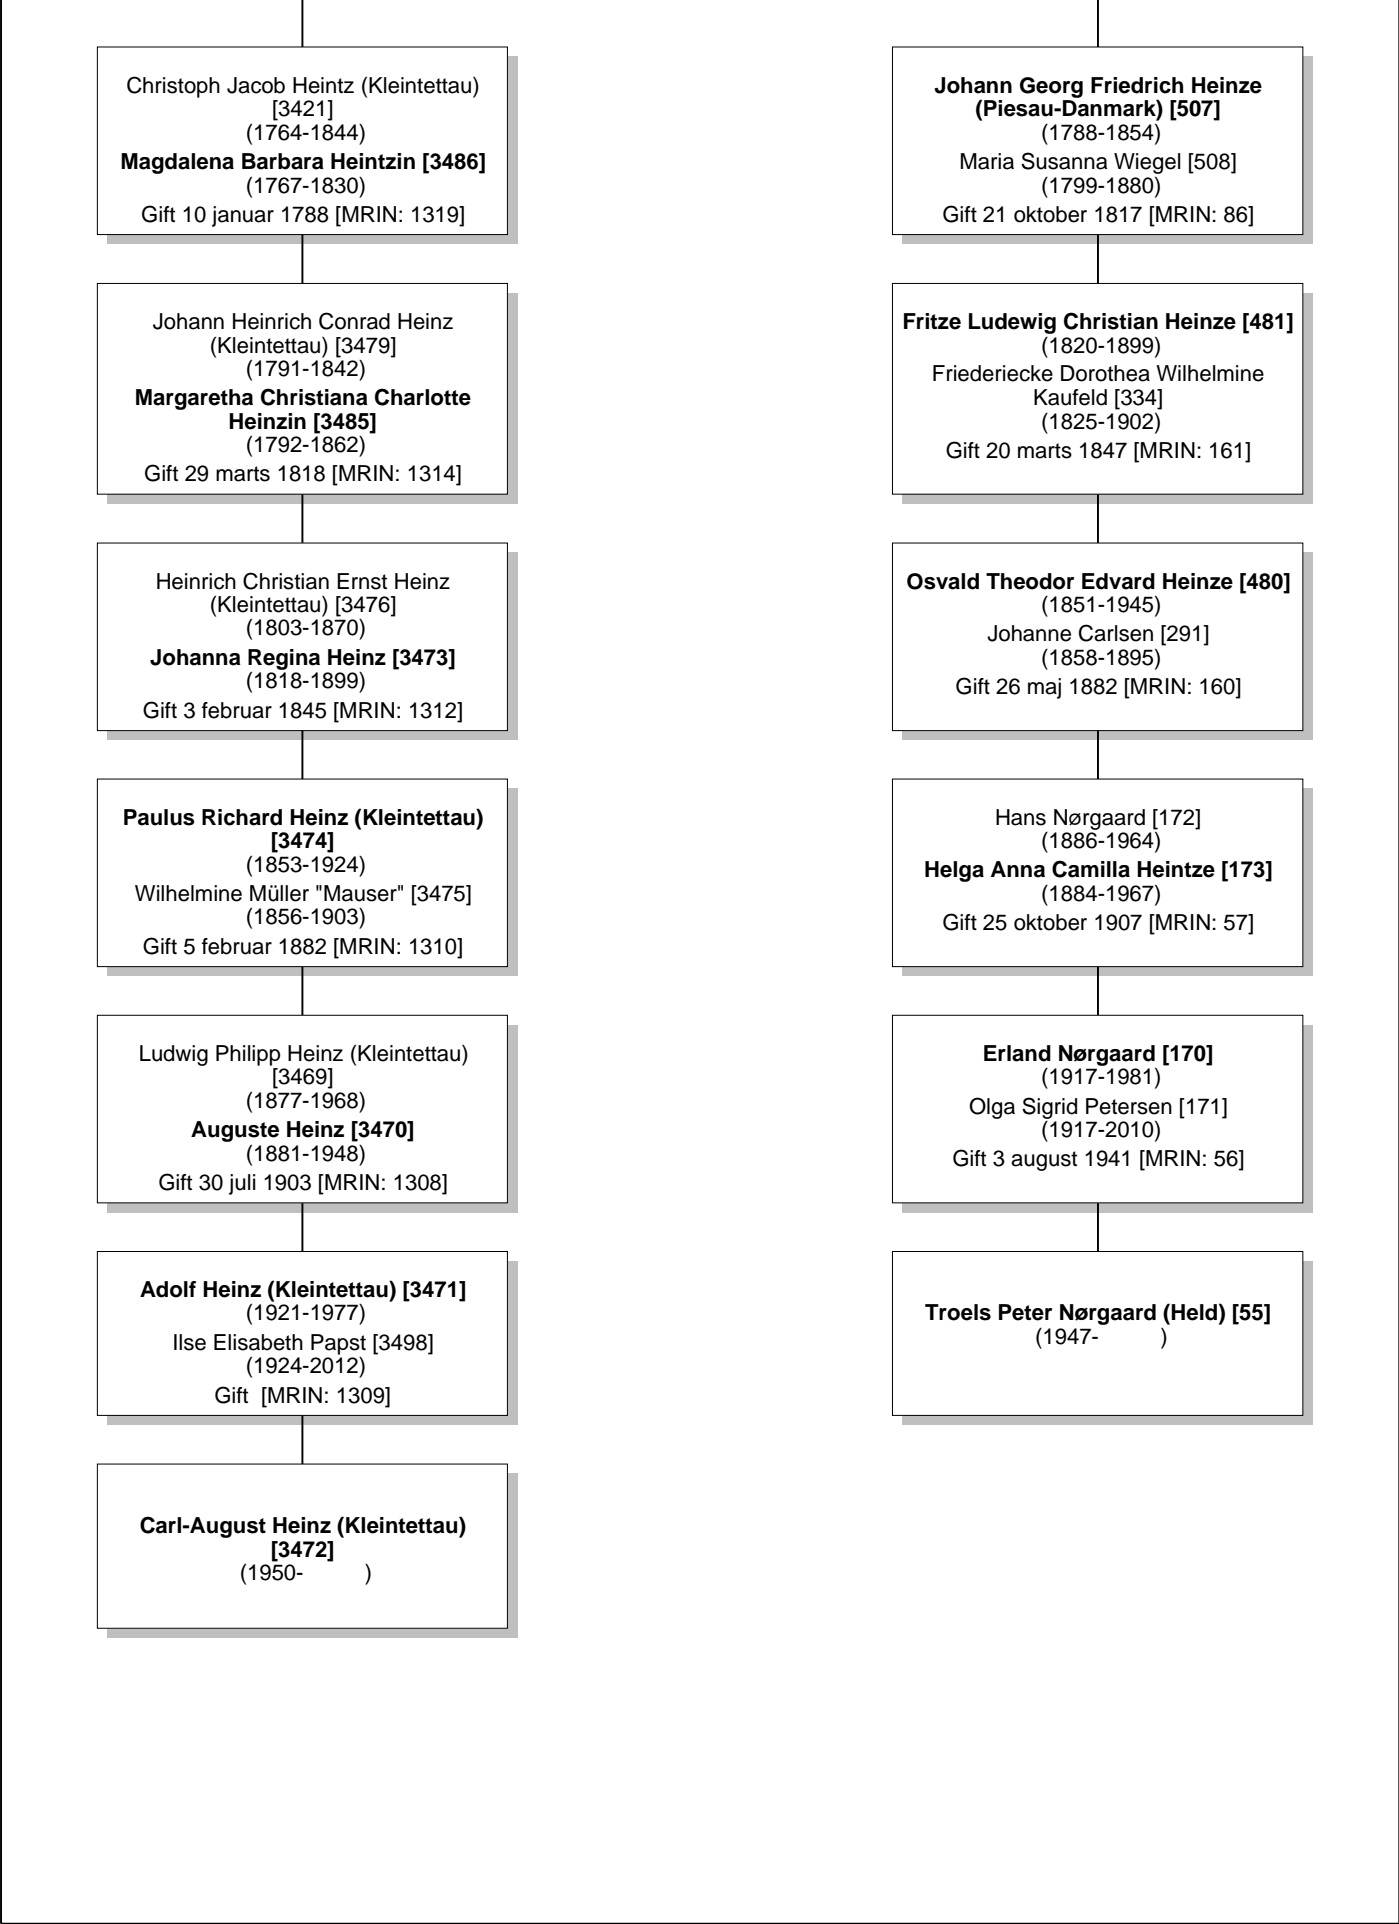 Christoph Jacob Heintz (Kleintettau)
[3421]
(1764-1844)
Magdalena Barbara Heintzin [3486]
(1767-1830)
Gift 10 januar 1788 [MRIN: 1319]
Johann Heinrich Conrad Heinz
(Kleintettau) [3479]
(1791-1842)
Margaretha Christiana Charlotte
Heinzin [3485]
(1792-1862)
Gift 29 marts 1818 [MRIN: 1314]
Heinrich Christian Ernst Heinz
(Kleintettau) [3476]
(1803-1870)
Johanna Regina Heinz [3473]
(1818-1899)
Gift 3 februar 1845 [MRIN: 1312]
Paulus Richard Heinz (Kleintettau)
[3474]
(1853-1924)
Wilhelmine Müller "Mauser" [3475]
(1856-1903)
Gift 5 februar 1882 [MRIN: 1310]
Ludwig Philipp Heinz (Kleintettau)
[3469]
(1877-1968)
Auguste Heinz [3470]
(1881-1948)
Gift 30 juli 1903 [MRIN: 1308]
Adolf Heinz (Kleintettau) [3471]
(1921-1977)
Ilse Elisabeth Papst [3498]
(1924-2012)
Gift  [MRIN: 1309]
Carl-August Heinz (Kleintettau)
[3472]
(1950-          )
Johann Georg Friedrich Heinze
(Piesau-Danmark) [507]
(1788-1854)
Maria Susanna Wiegel [508]
(1799-1880)
Gift 21 oktober 1817 [MRIN: 86]
Fritze Ludewig Christian Heinze [481]
(1820-1899)
Friederiecke Dorothea Wilhelmine
Kaufeld [334]
(1825-1902)
Gift 20 marts 1847 [MRIN: 161]
Osvald Theodor Edvard Heinze [480]
(1851-1945)
Johanne Carlsen [291]
(1858-1895)
Gift 26 maj 1882 [MRIN: 160]
Hans Nørgaard [172]
(1886-1964)
Helga Anna Camilla Heintze [173]
(1884-1967)
Gift 25 oktober 1907 [MRIN: 57]
Erland Nørgaard [170]
(1917-1981)
Olga Sigrid Petersen [171]
(1917-2010)
Gift 3 august 1941 [MRIN: 56]
Troels Peter Nørgaard (Held) [55]
(1947-          )